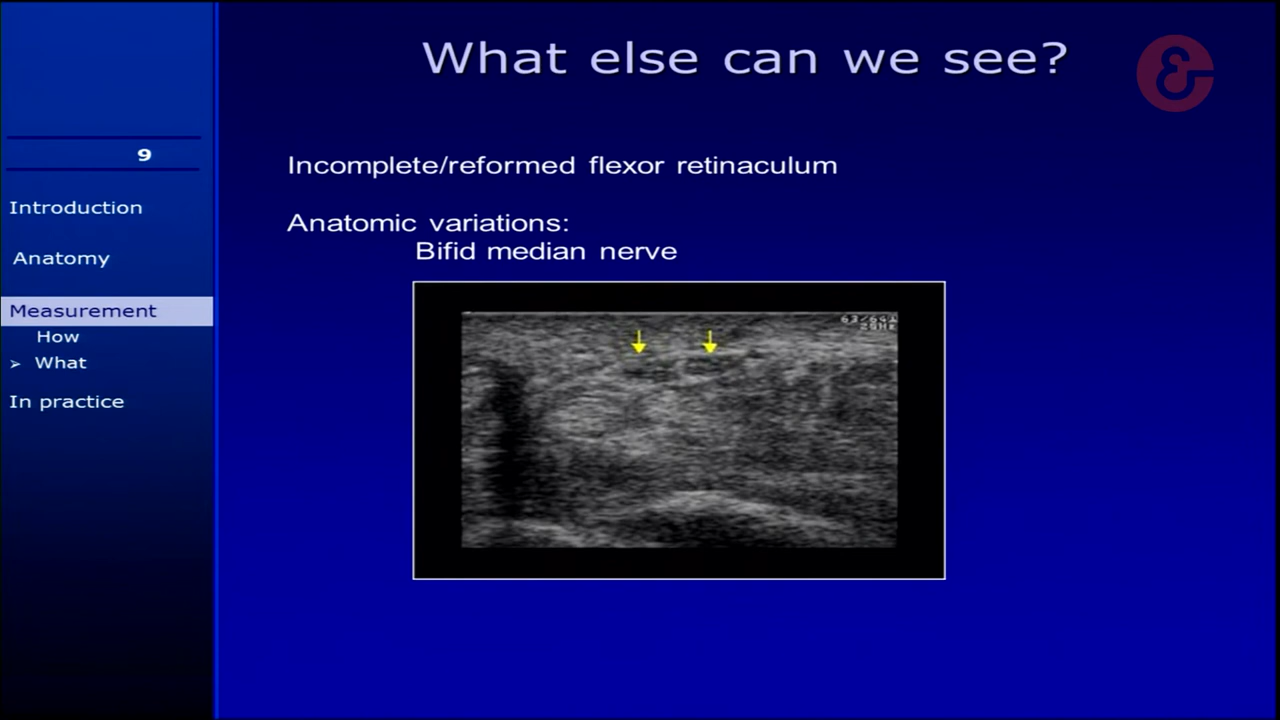 What else can we see?
9
Introduction
Anatomy
Measurement
How
➢ What
In practice
Incomplete/reformed flexor retinaculum
Anatomic variations:
Bifid median nerve